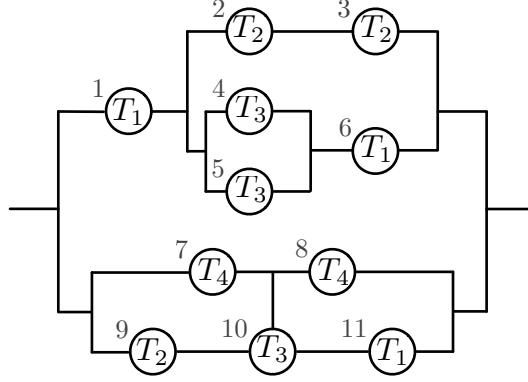 2 3
T₂ T₂
1 4
T₁ T₃
6
T₁
5
T₃
7 8
T₄ T₄
9 10 11
T₂ T₃ T₁